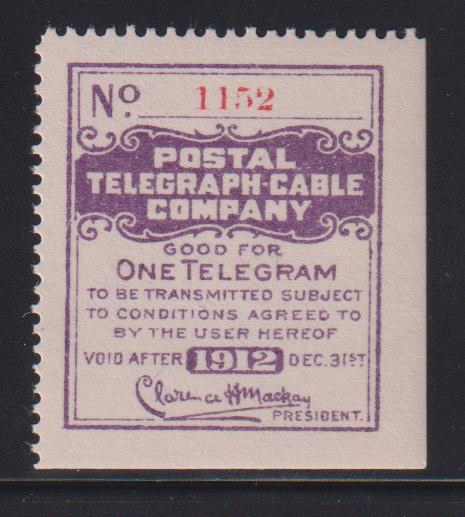 No. 1152
POSTAL
TELEGRAPH-CABLE
COMPANY
GOOD FOR
ONE TELEGRAM
TO BE TRANSMITTED SUBJECT
TO CONDITIONS AGREED TO
BY THE USER HEREOF
VOID AFTER 1912 DEC. 31ST.
Clarence H Mackay
PRESIDENT.